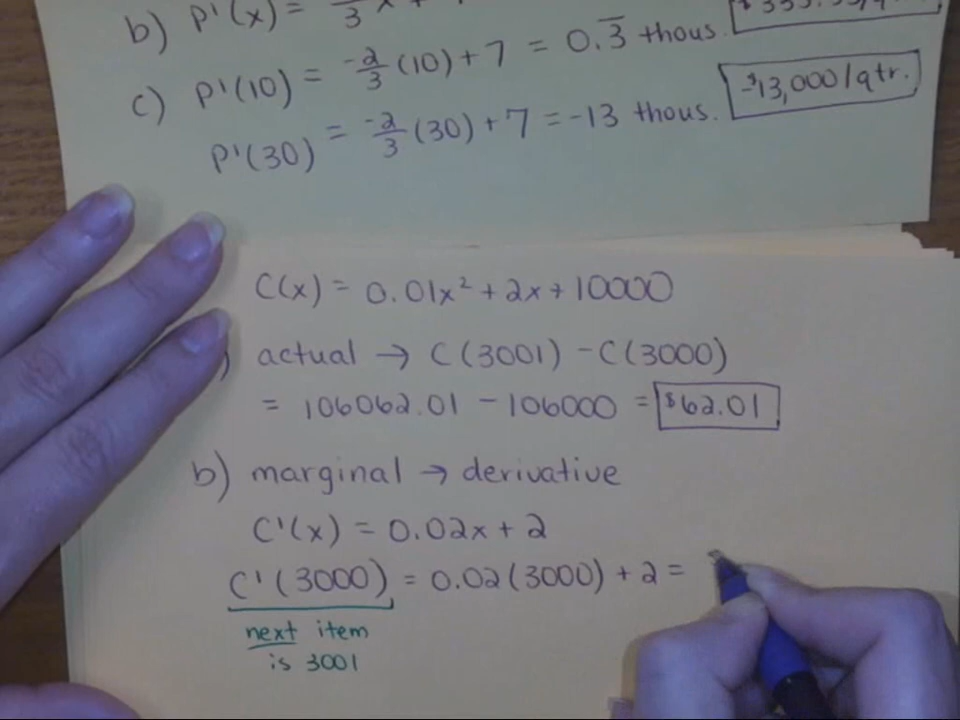 b) P'(x) = 3 x +
c) P'(10) = -2/3 (10) + 7 = 0.3̅ thous.
P'(30) = -2/3 (30) + 7 = -13 thous. -$13,000/qtr.
C(x) = 0.01x² + 2x + 10000
) actual → C(3001) - C(3000)
= 106062.01 - 106000 = $62.01
b) marginal → derivative
C'(x) = 0.02x + 2
C'(3000) = 0.02(3000) + 2 =
next item
is 3001